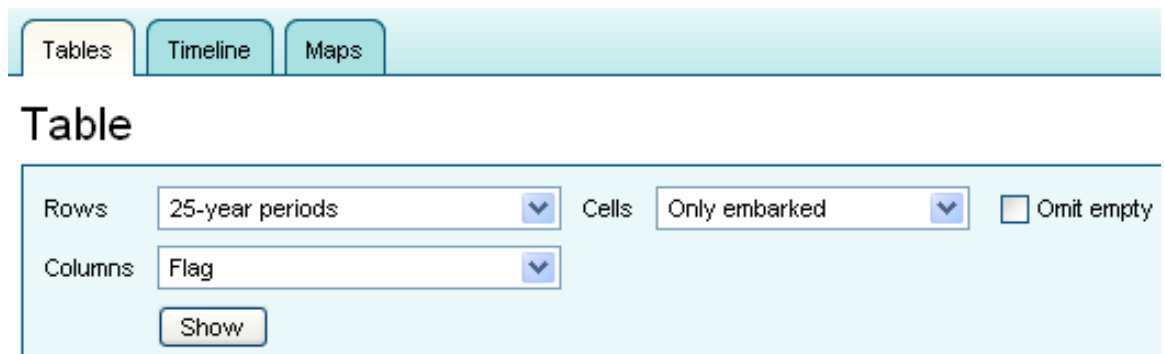 Tables Timeline Maps
Table
Rows 25-year periods Cells Only embarked Omit empty
Columns Flag
Show